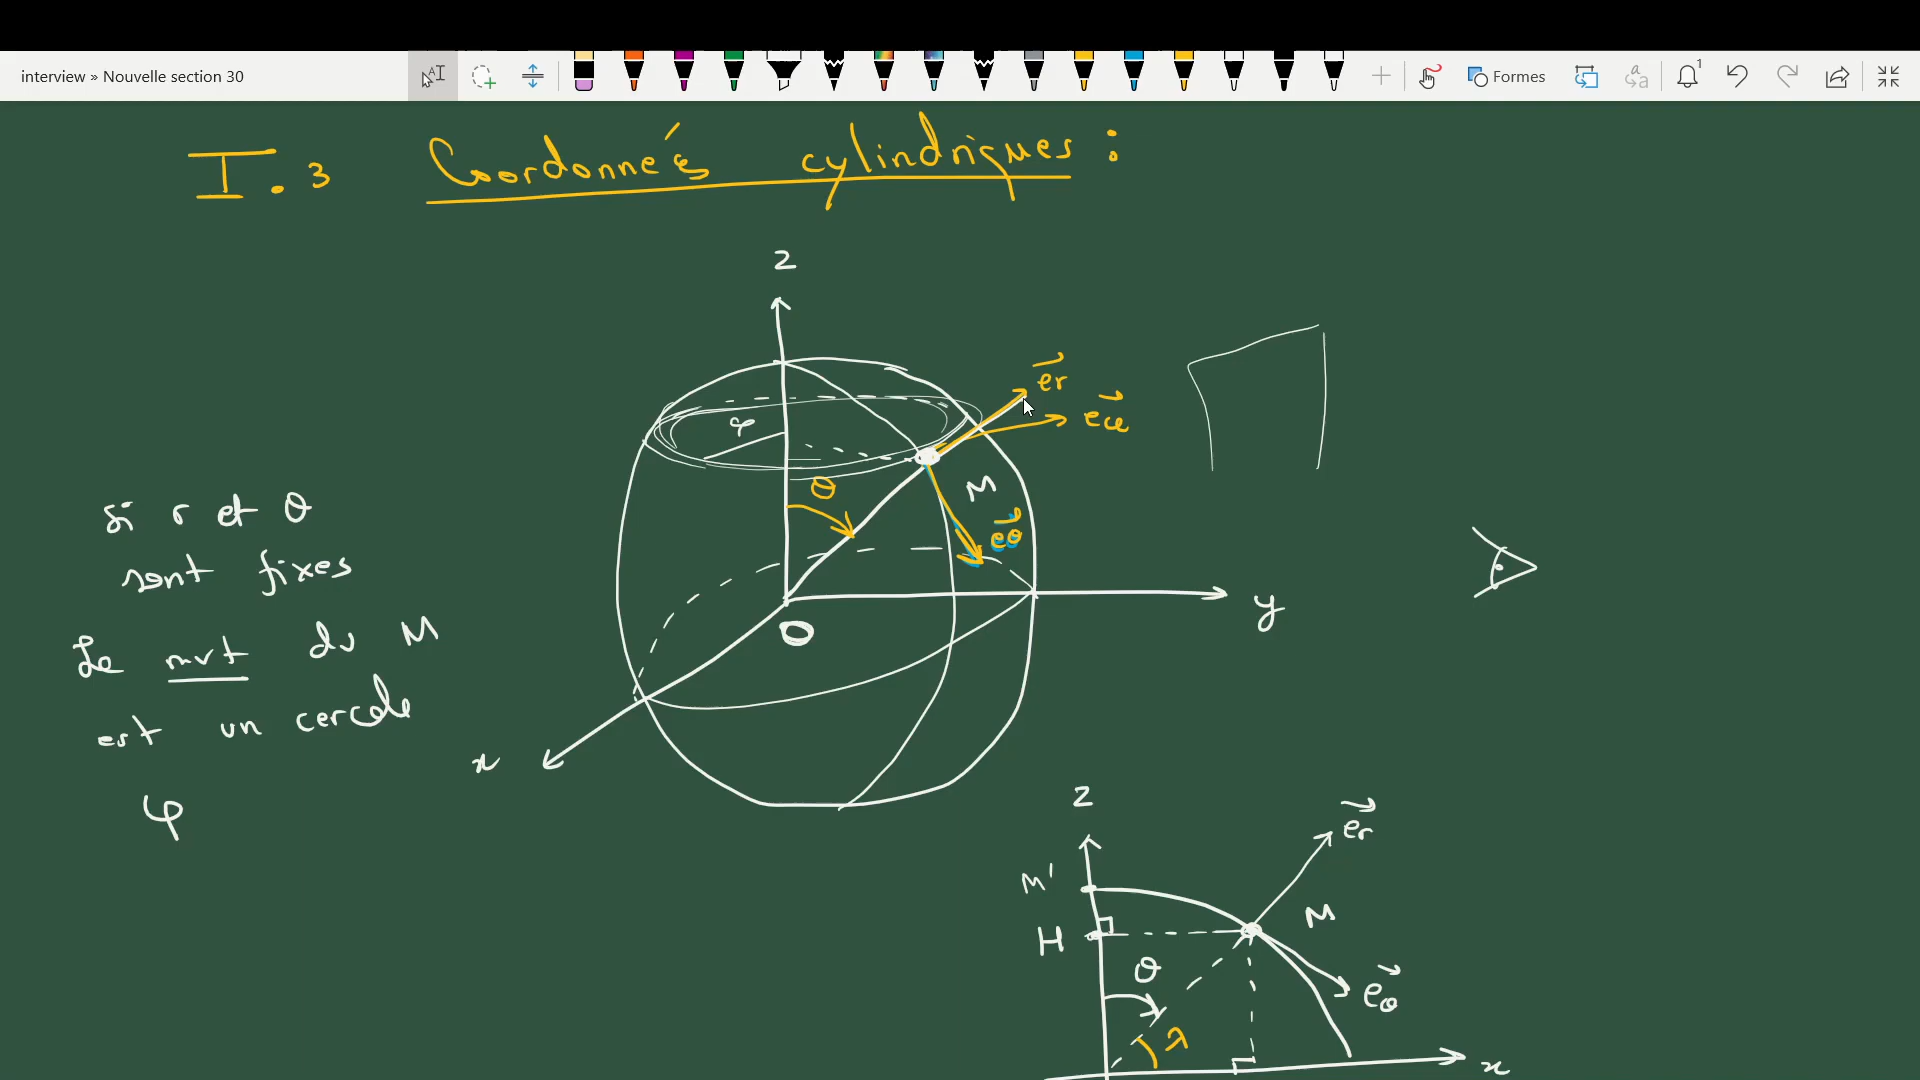 interview » Nouvelle section 30
Formes
1
I.3 Coordonnées cylindriques :
z
er
eφ
φ
M
θ
eθ
si r et θ
sont fixes
Le mvt du M
est un cercle
φ
O
y
x
z
er
M'
M
H
θ
eθ
λ
x